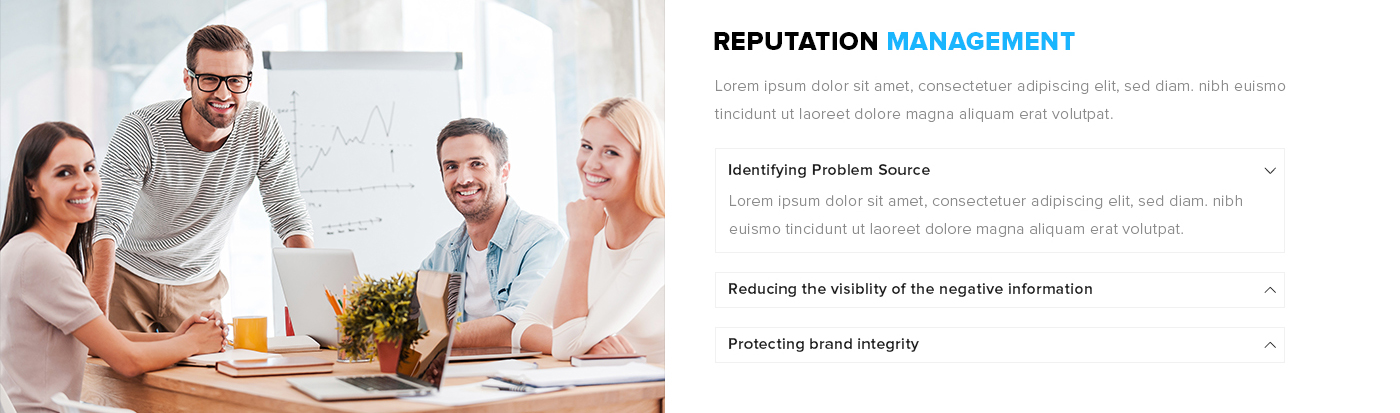 REPUTATION MANAGEMENT
Lorem ipsum dolor sit amet, consectetuer adipiscing elit, sed diam. nibh euismo
tincidunt ut laoreet dolore magna aliquam erat volutpat.
Identifying Problem Source
Lorem ipsum dolor sit amet, consectetuer adipiscing elit, sed diam. nibh
euismo tincidunt ut laoreet dolore magna aliquam erat volutpat.
Reducing the visiblity of the negative information
Protecting brand integrity